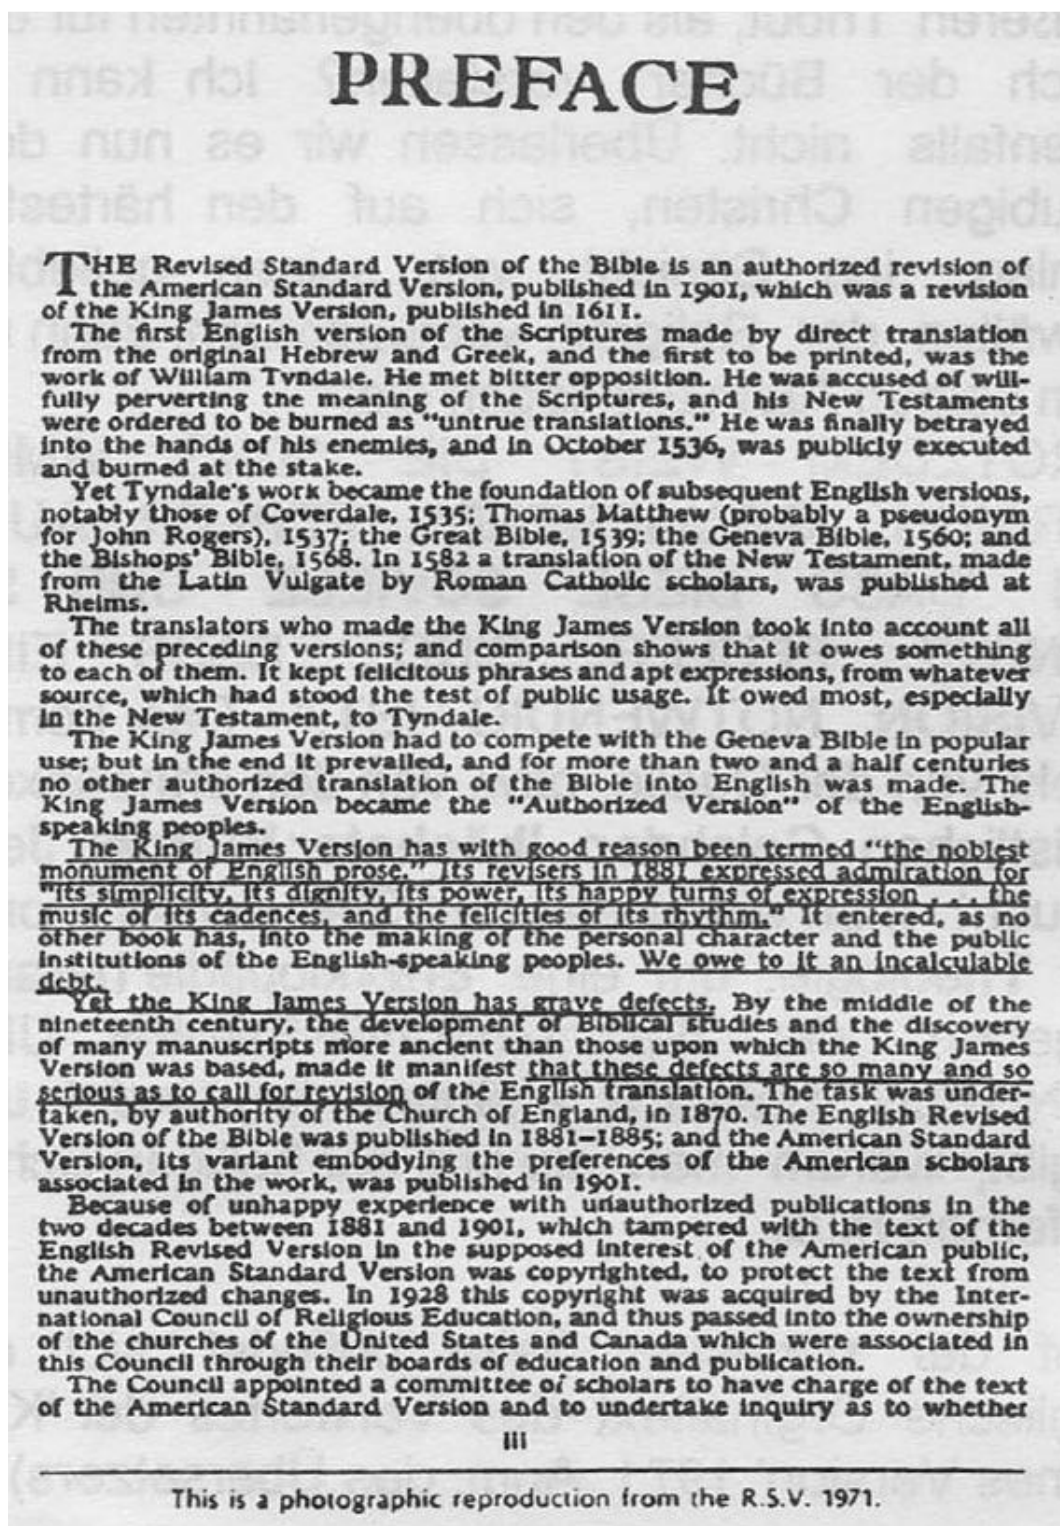 PREFACE
THE Revised Standard Version of the Bible is an authorized revision of
the American Standard Version, published in 1901, which was a revision
of the King James Version, published in 1611.
The first English version of the Scriptures made by direct translation
from the original Hebrew and Greek, and the first to be printed, was the
work of William Tyndale. He met bitter opposition. He was accused of will-
fully perverting the meaning of the Scriptures, and his New Testaments
were ordered to be burned as "untrue translations." He was finally betrayed
into the hands of his enemies, and in October 1536, was publicly executed
and burned at the stake.
Yet Tyndale's work became the foundation of subsequent English versions,
notably those of Coverdale, 1535; Thomas Matthew (probably a pseudonym
for John Rogers), 1537; the Great Bible, 1539; the Geneva Bible, 1560; and
the Bishops' Bible, 1568. In 1582 a translation of the New Testament, made
from the Latin Vulgate by Roman Catholic scholars, was published at
Rheims.
The translators who made the King James Version took into account all
of these preceding versions; and comparison shows that it owes something
to each of them. It kept felicitous phrases and apt expressions, from whatever
source, which had stood the test of public usage. It owed most, especially
in the New Testament, to Tyndale.
The King James Version had to compete with the Geneva Bible in popular
use; but in the end it prevailed, and for more than two and a half centuries
no other authorized translation of the Bible into English was made. The
King James Version became the "Authorized Version" of the English-
speaking peoples.
The King James Version has with good reason been termed "the noblest
monument of English prose." Its revisers in 1881 expressed admiration for
"its simplicity, its dignity, its power, its happy turns of expression . . . the
music of its cadences, and the felicities of its rhythm." It entered, as no
other book has, into the making of the personal character and the public
institutions of the English-speaking peoples. We owe to it an incalculable
debt.
Yet the King James Version has grave defects. By the middle of the
nineteenth century, the development of Biblical studies and the discovery
of many manuscripts more ancient than those upon which the King James
Version was based, made it manifest that these defects are so many and so
serious as to call for revision of the English translation. The task was under-
taken, by authority of the Church of England, in 1870. The English Revised
Version of the Bible was published in 1881–1885; and the American Standard
Version, its variant embodying the preferences of the American scholars
associated in the work, was published in 1901.
Because of unhappy experience with unauthorized publications in the
two decades between 1881 and 1901, which tampered with the text of the
English Revised Version in the supposed interest of the American public,
the American Standard Version was copyrighted, to protect the text from
unauthorized changes. In 1928 this copyright was acquired by the Inter-
national Council of Religious Education, and thus passed into the ownership
of the churches of the United States and Canada which were associated in
this Council through their boards of education and publication.
The Council appointed a committee of scholars to have charge of the text
of the American Standard Version and to undertake inquiry as to whether
iii
This is a photographic reproduction from the R.S.V. 1971.